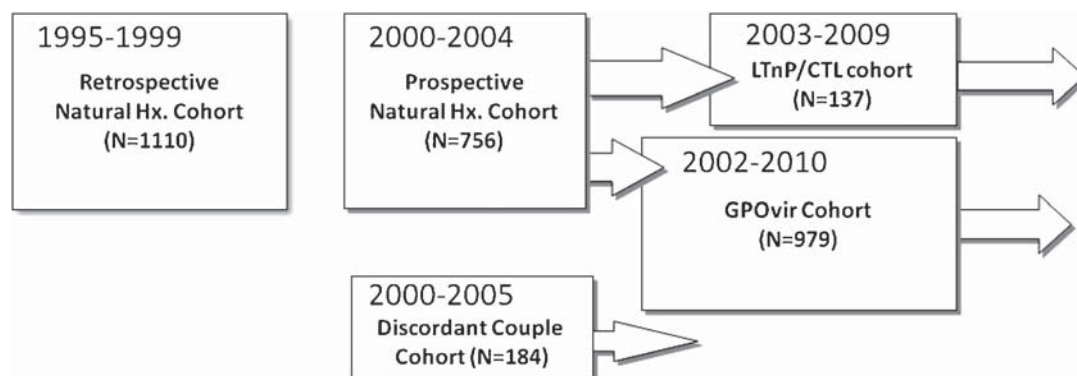 1995-1999
Retrospective
Natural Hx. Cohort
(N=1110)
2000-2004
Prospective
Natural Hx. Cohort
(N=756)
2003-2009
LTnP/CTL cohort
(N=137)
2002-2010
GPOvir Cohort
(N=979)
2000-2005
Discordant Couple
Cohort (N=184)